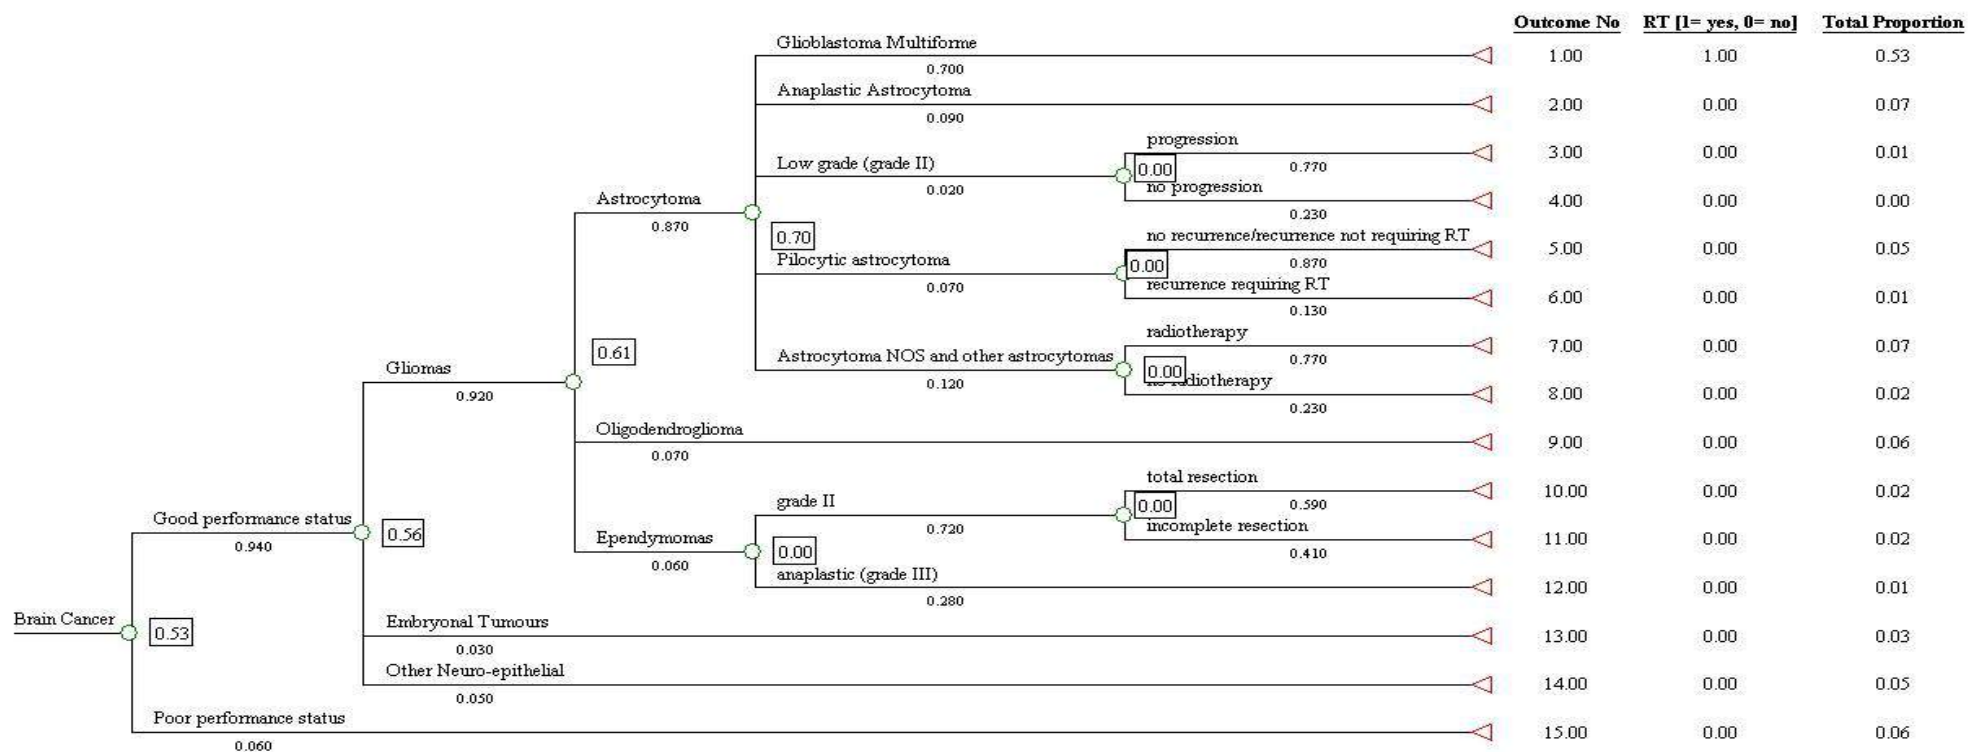 Outcome No RT [1= yes, 0= no] Total Proportion
Glioblastoma Multiforme
0.700
1.00 1.00 0.53
Anaplastic Astrocytoma
0.090
2.00 0.00 0.07
progression
0.770
3.00 0.00 0.01
Low grade (grade II)
0.020
0.00
no progression
0.230
4.00 0.00 0.00
Astrocytoma
0.870
0.70
no recurrence/recurrence not requiring RT
0.870
5.00 0.00 0.05
Pilocytic astrocytoma
0.070
0.00
recurrence requiring RT
0.130
6.00 0.00 0.01
radiotherapy
0.770
7.00 0.00 0.07
Astrocytoma NOS and other astrocytomas
0.120
0.00
radiotherapy
0.230
8.00 0.00 0.02
Gliomas
0.920
0.61
Oligodendroglioma
0.070
9.00 0.00 0.06
total resection
0.590
10.00 0.00 0.02
grade II
0.720
0.00
incomplete resection
0.410
11.00 0.00 0.02
Good performance status
0.940
0.56
Ependymomas
0.060
0.00
anaplastic (grade III)
0.280
12.00 0.00 0.01
Brain Cancer
0.53
Embryonal Tumours
0.030
13.00 0.00 0.03
Other Neuro-epithelial
0.050
14.00 0.00 0.05
Poor performance status
0.060
15.00 0.00 0.06